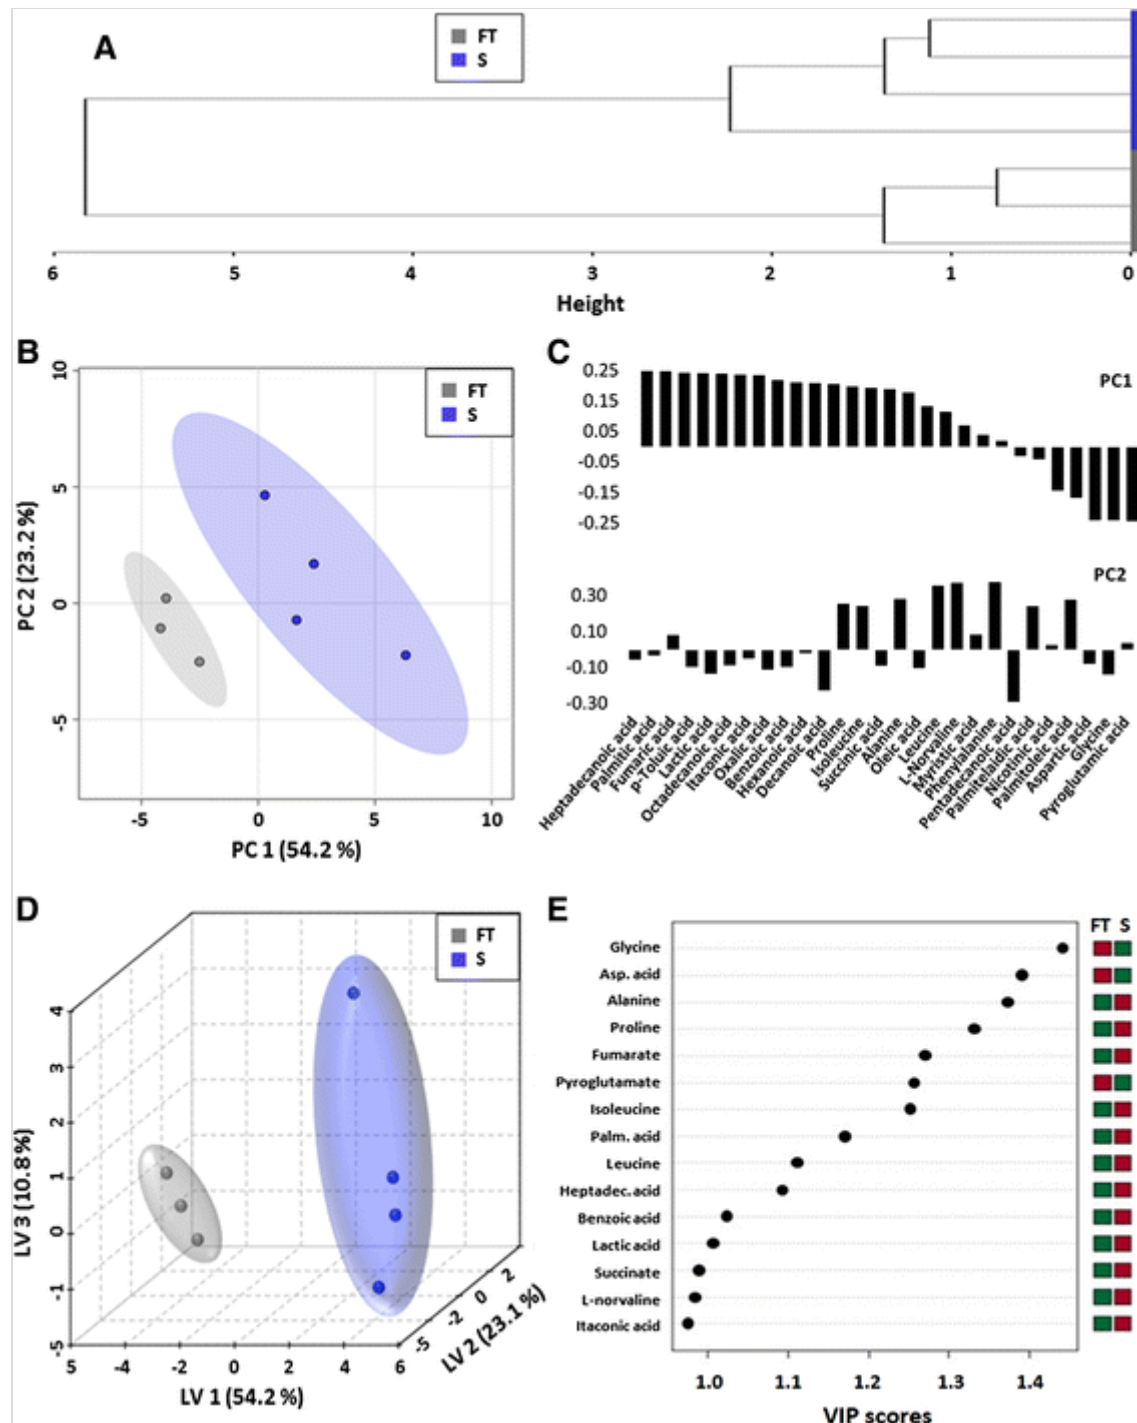 A
FT
S
6 5 4 3 2 1 0
Height
B
FT
S
10
5
0
-5
PC 2 (23.2 %)
-5 0 5 10
PC 1 (54.2 %)
C
PC1
0.25
0.15
0.05
-0.05
-0.15
-0.25
PC2
0.30
0.10
-0.10
-0.30
Heptadecanoic acid
Palmitic acid
Fumaric acid
p-Toluic acid
Lactic acid
Octadecanoic acid
Itaconic acid
Oxalic acid
Benzoic acid
Hexanoic acid
Decanoic acid
Proline
Isoleucine
Succinic acid
Alanine
Oleic acid
Leucine
L-Norvaline
Myristic acid
Phenylalanine
Pentadecanoic acid
Palmitelaidic acid
Nicotinic acid
Palmitoleic acid
Aspartic acid
Glycine
Pyroglutamic acid
D
FT
S
4
3
2
1
0
-1
-5
LV 3 (10.8 %)
5 -4 -2 0 2 4 6
LV 1 (54.2 %)
-5 -2 0 2
LV 2 (23.1 %)
E
FT S
Glycine
Asp. acid
Alanine
Proline
Fumarate
Pyroglutamate
Isoleucine
Palm. acid
Leucine
Heptadec. acid
Benzoic acid
Lactic acid
Succinate
L-norvaline
Itaconic acid
1.0 1.1 1.2 1.3 1.4
VIP scores